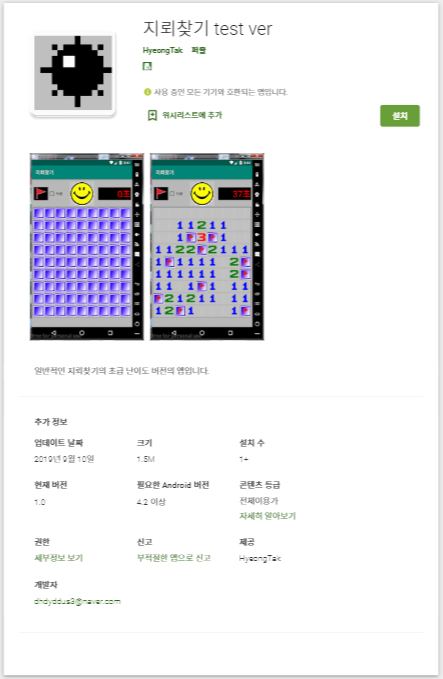 지뢰찾기 test ver
HyeongTak 퍼즐
사용 중인 모든 기기와 호환되는 앱입니다.
위시리스트에 추가
설치
지뢰찾기
0초
지뢰찾기
37초
1 1 2 1 1
1 3 1
1 1 2 2 2 1 1
1 1 1 1 1 2
1 1 1 1 1 2
1 1 1
2 1 2 1 1
1 2 1 1
일반적인 지뢰찾기의 초급 난이도 버전의 앱입니다.
추가 정보
업데이트 날짜 크기 설치 수
2019년 9월 10일 1.5M 1+
현재 버전 필요한 Android 버전 콘텐츠 등급
1.0 4.2 이상 전체이용가
자세히 알아보기
권한 신고 제공
세부정보 보기 부적절한 앱으로 신고 HyeongTak
개발자
dhdyddus3@naver.com